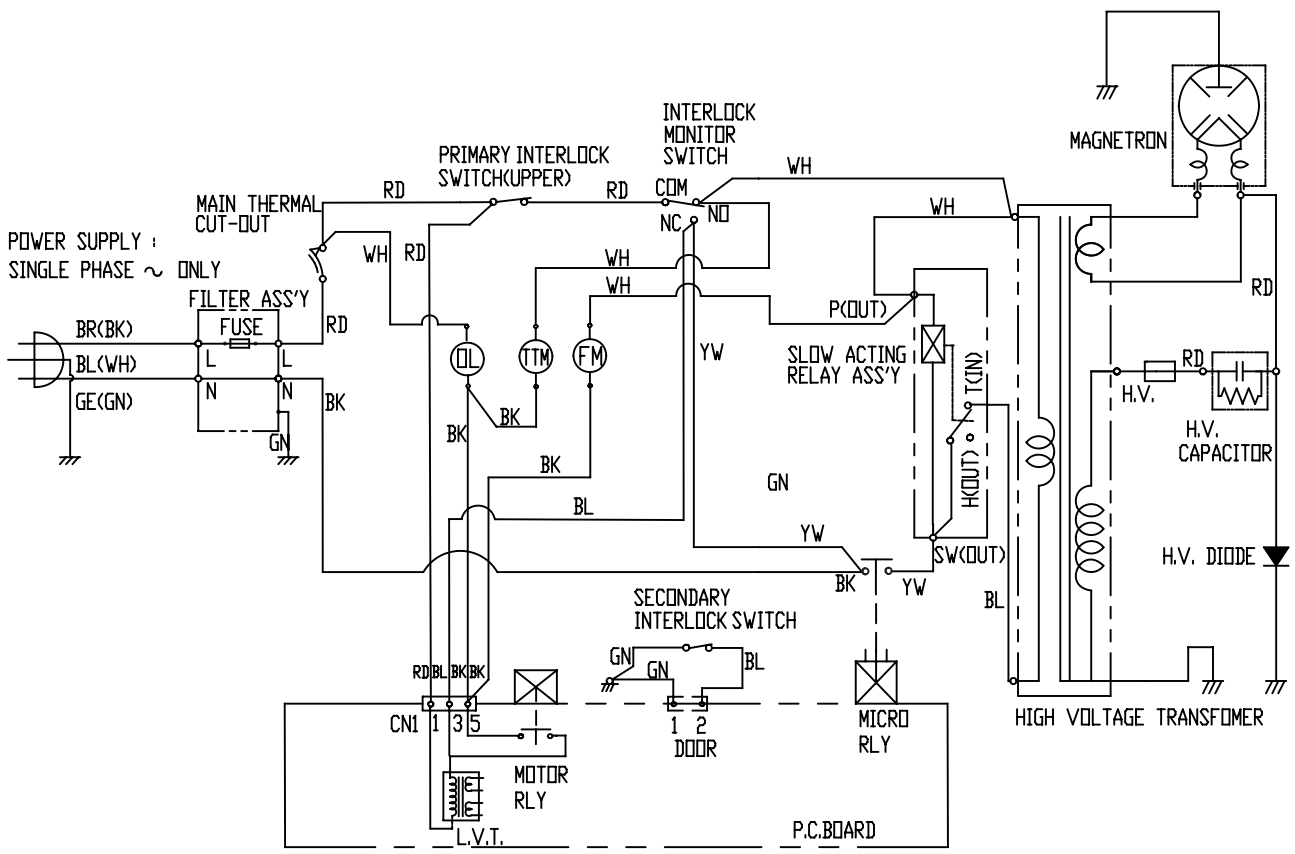 INTERLOCK
MONITOR
SWITCH
MAGNETRON
PRIMARY INTERLOCK
SWITCH(UPPER)
WH
RD
RD
COM
NO
NC
WH
MAIN THERMAL
CUT-OUT
POWER SUPPLY :
SINGLE PHASE ~ ONLY
WH
RD
WH
WH
RD
FILTER ASS'Y
FUSE
RD
P(OUT)
BR(BK)
L
L
OL
TTM
FM
YW
SLOW ACTING
RELAY ASS'Y
T(IN)
RD
BL(WH)
N
N
H.V.
GE(GN)
BK
BK
BK
GN
H.V.
CAPACITOR
BK
GN
H(OUT)
BL
YW
SW(OUT)
H.V. DIODE
BK
YW
BL
SECONDARY
INTERLOCK SWITCH
GN
GN
BL
RD BL BK BK
CN1 1 3 5
1 2
DOOR
MICRO
RLY
HIGH VOLTAGE TRANSFOMER
MOTOR
RLY
L.V.T.
P.C.BOARD